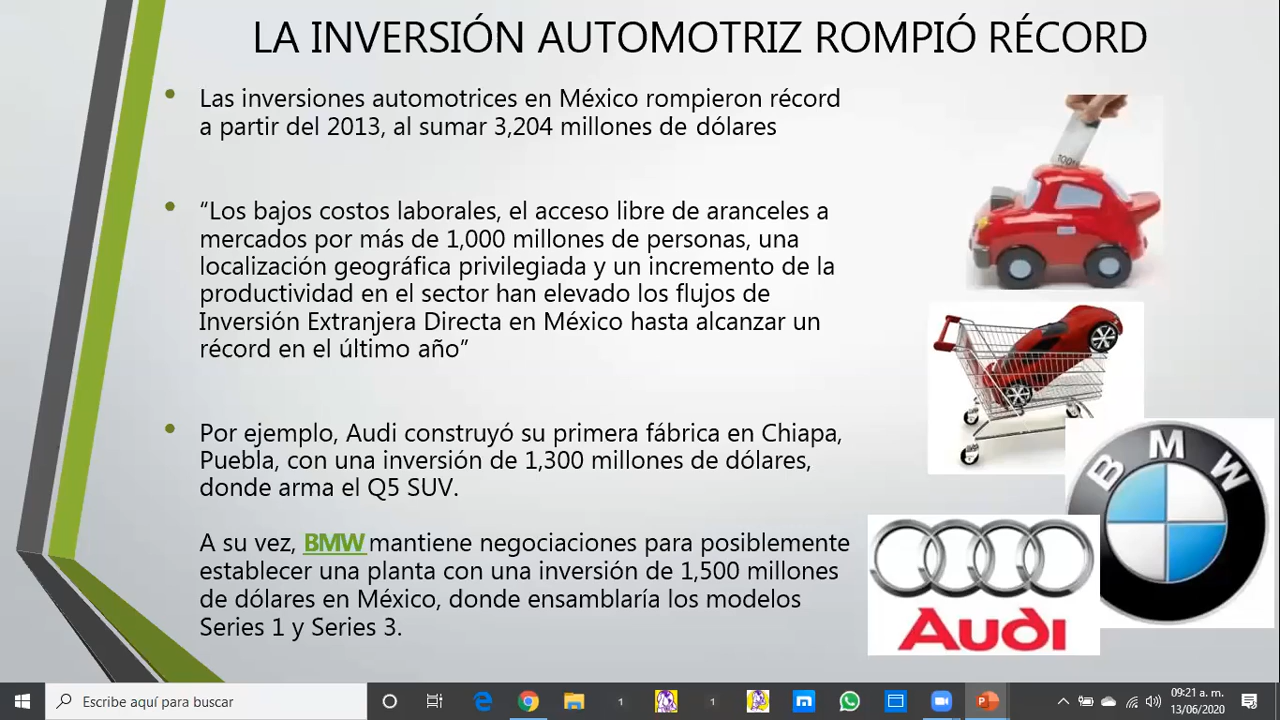 LA INVERSIÓN AUTOMOTRIZ ROMPIÓ RÉCORD
• Las inversiones automotrices en México rompieron récord
a partir del 2013, al sumar 3,204 millones de dólares
• “Los bajos costos laborales, el acceso libre de aranceles a
mercados por más de 1,000 millones de personas, una
localización geográfica privilegiada y un incremento de la
productividad en el sector han elevado los flujos de
Inversión Extranjera Directa en México hasta alcanzar un
récord en el último año”
• Por ejemplo, Audi construyó su primera fábrica en Chiapa,
Puebla, con una inversión de 1,300 millones de dólares,
donde arma el Q5 SUV.
A su vez, BMW mantiene negociaciones para posiblemente
establecer una planta con una inversión de 1,500 millones
de dólares en México, donde ensamblaría los modelos
Series 1 y Series 3.
BMW
Audi
Escribe aquí para buscar
1
1
09:21 a. m.
13/06/2020